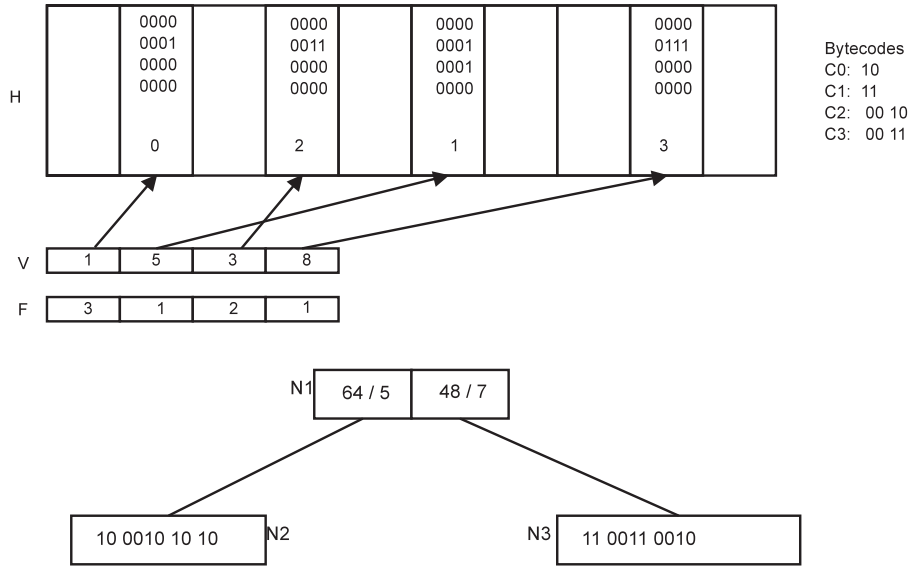 0000 0000 0000 0000
0001 0011 0001 0111
0000 0000 0001 0000
0000 0000 0000 0000
H
0 2 1 3
Bytecodes
C0: 10
C1: 11
C2: 00 10
C3: 00 11
V 1 5 3 8
F 3 1 2 1
N1 64 / 5 48 / 7
10 0010 10 10 N2
N3 11 0011 0010